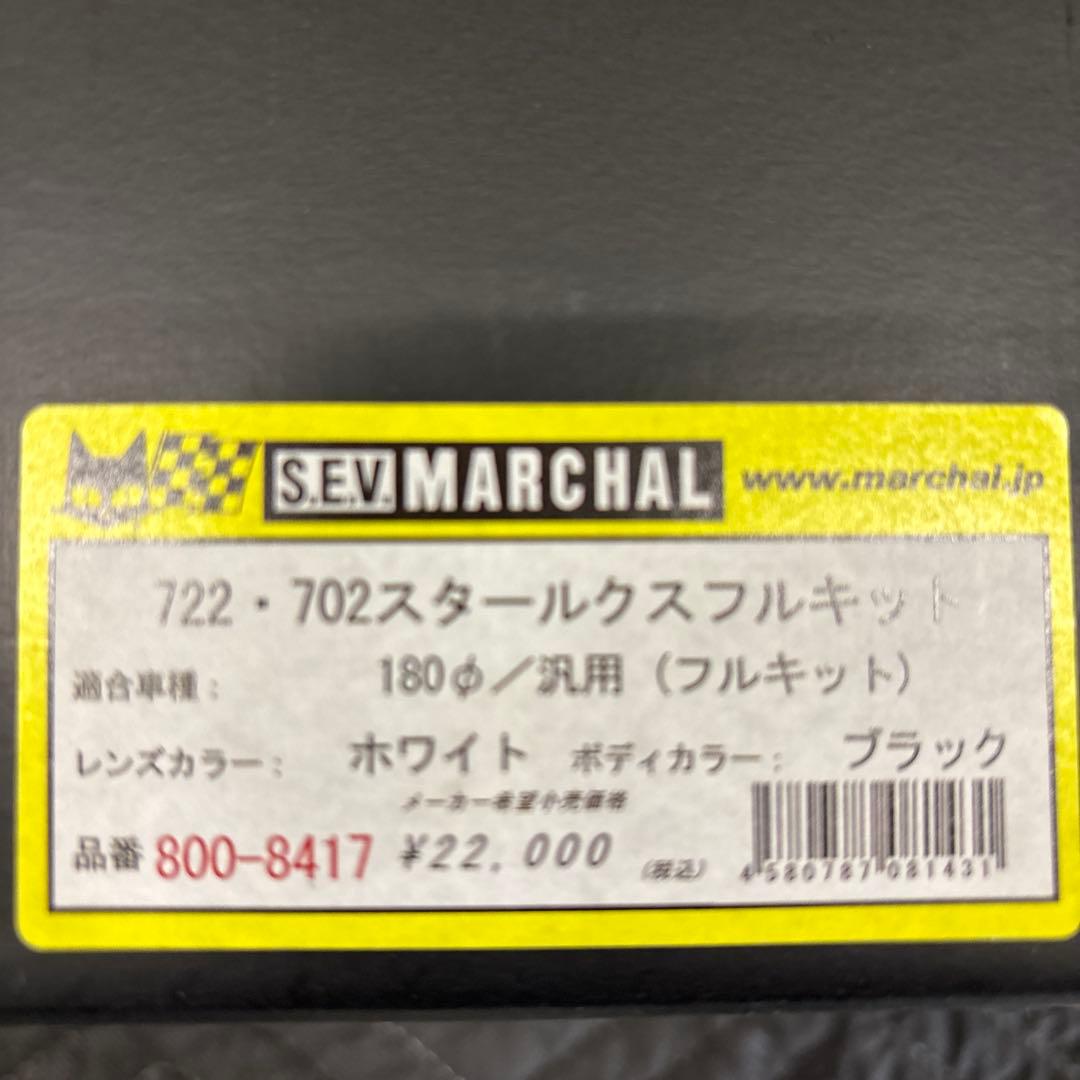 S.E.V. MARCHAL www.marchal.jp
722・702スタールクスフルキット
適合車種： 180φ／汎用（フルキット）
レンズカラー： ホワイト ボディカラー： ブラック
メーカー希望小売価格
品番 800-8417 ¥22,000 （税込）
4 580787 081431